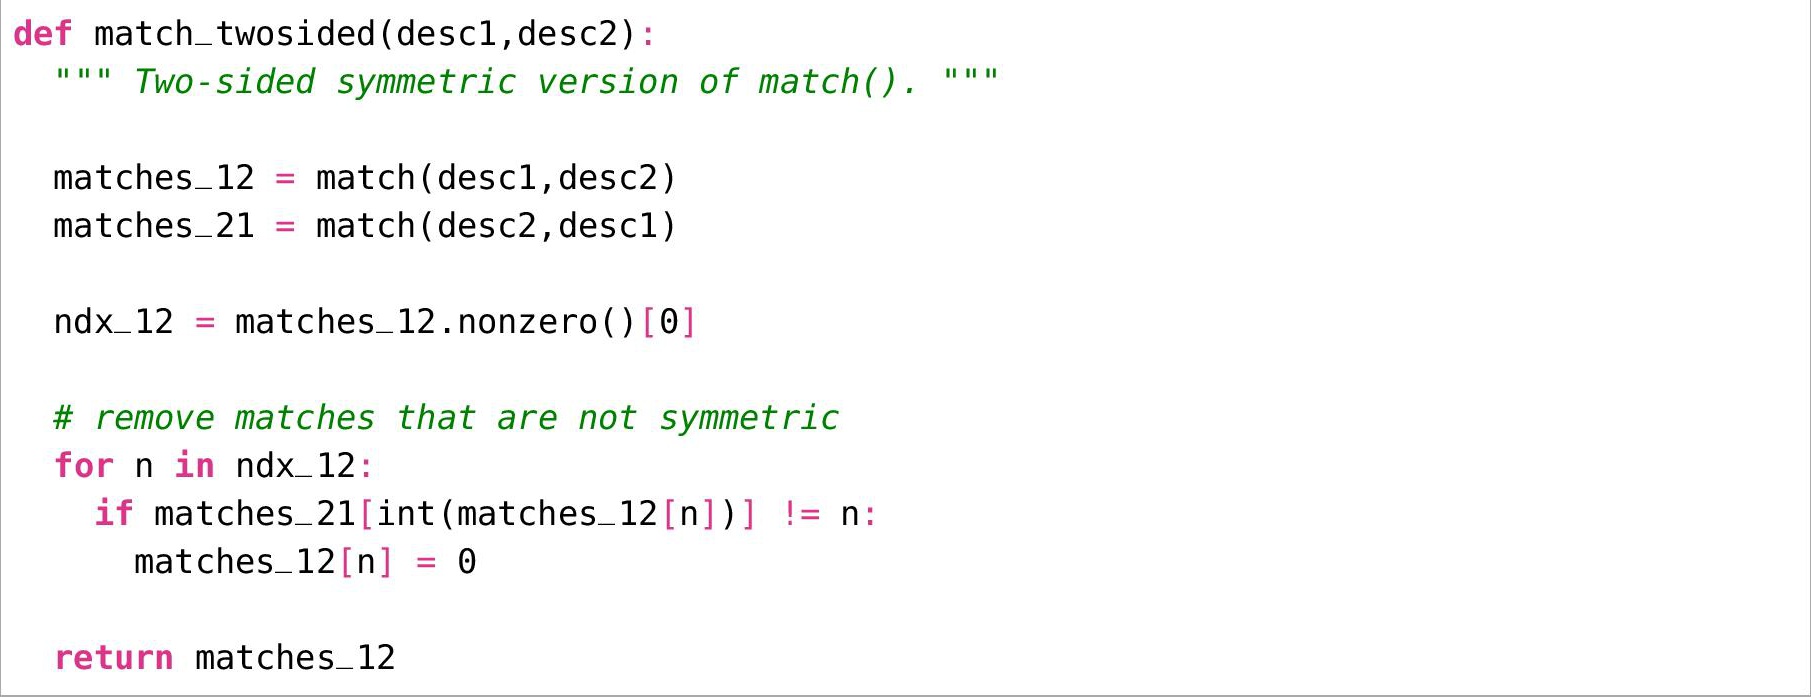 def match_twosided(desc1,desc2):
  """ Two-sided symmetric version of match(). """

  matches_12 = match(desc1,desc2)
  matches_21 = match(desc2,desc1)

  ndx_12 = matches_12.nonzero()[0]

  # remove matches that are not symmetric
  for n in ndx_12:
    if matches_21[int(matches_12[n])] != n:
      matches_12[n] = 0

  return matches_12